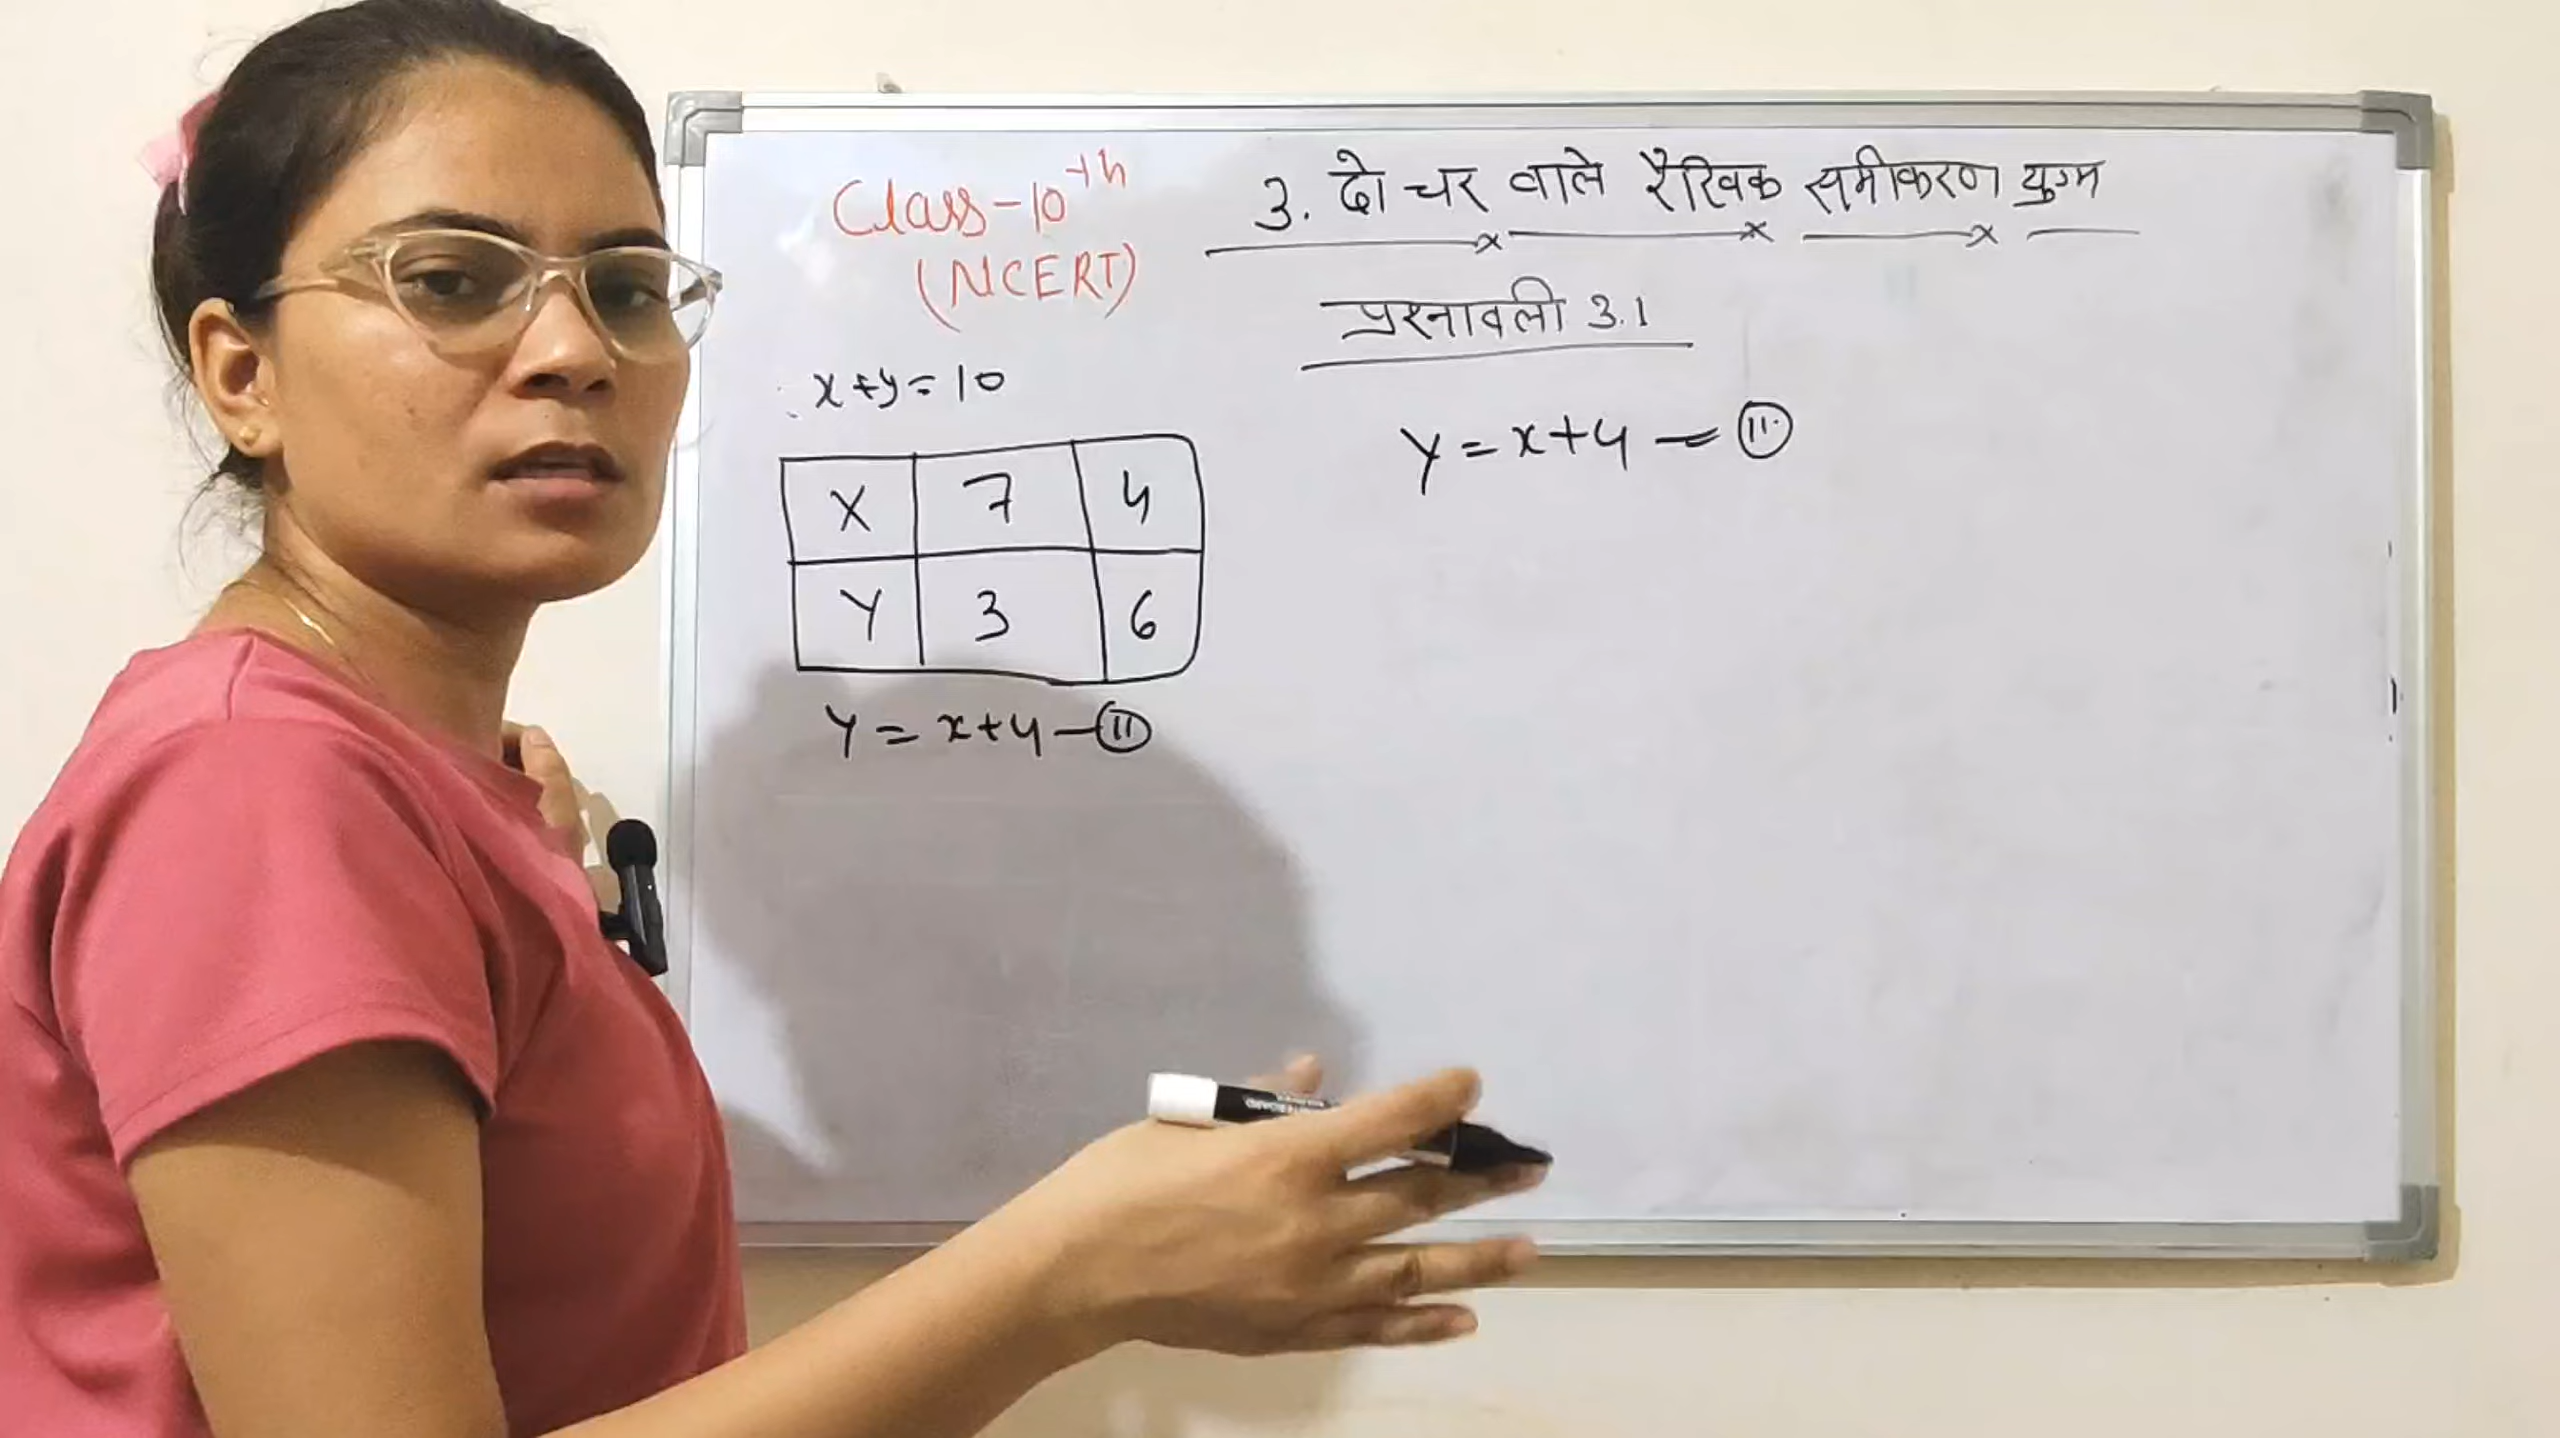 Class-10th
(NCERT)
3. दो चर वाले रैखिक समीकरण युग्म
प्रश्नावली 3.1
x+y=10
X 7 4
Y 3 6
y = x+4 - (II)
y = x+4 - (II)